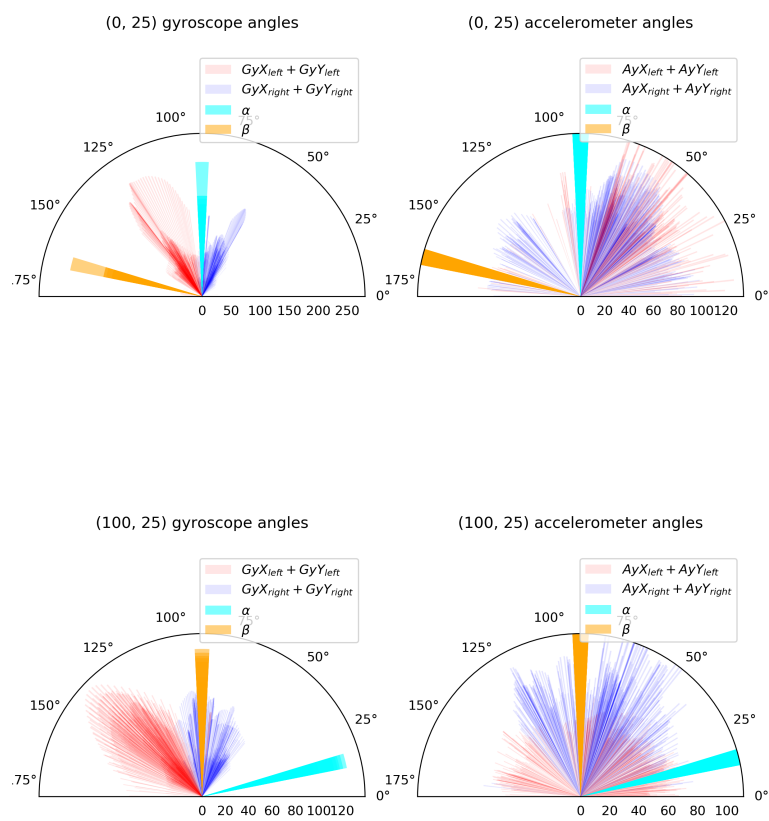 (0, 25) gyroscope angles
(0, 25) accelerometer angles
GyX_left + GyY_left
GyX_right + GyY_right
α
β
AyX_left + AyY_left
AyX_right + AyY_right
α
β
0°
25°
50°
75°
100°
125°
150°
.75°
0 50 100 150 200 250
0°
25°
50°
75°
100°
125°
150°
175°
0 20 40 60 80 100 120
(100, 25) gyroscope angles
(100, 25) accelerometer angles
GyX_left + GyY_left
GyX_right + GyY_right
α
β
AyX_left + AyY_left
AyX_right + AyY_right
α
β
0°
25°
50°
75°
100°
125°
150°
.75°
0 20 40 60 80 100 120
0°
25°
50°
75°
100°
125°
150°
175°
0 20 40 60 80 100